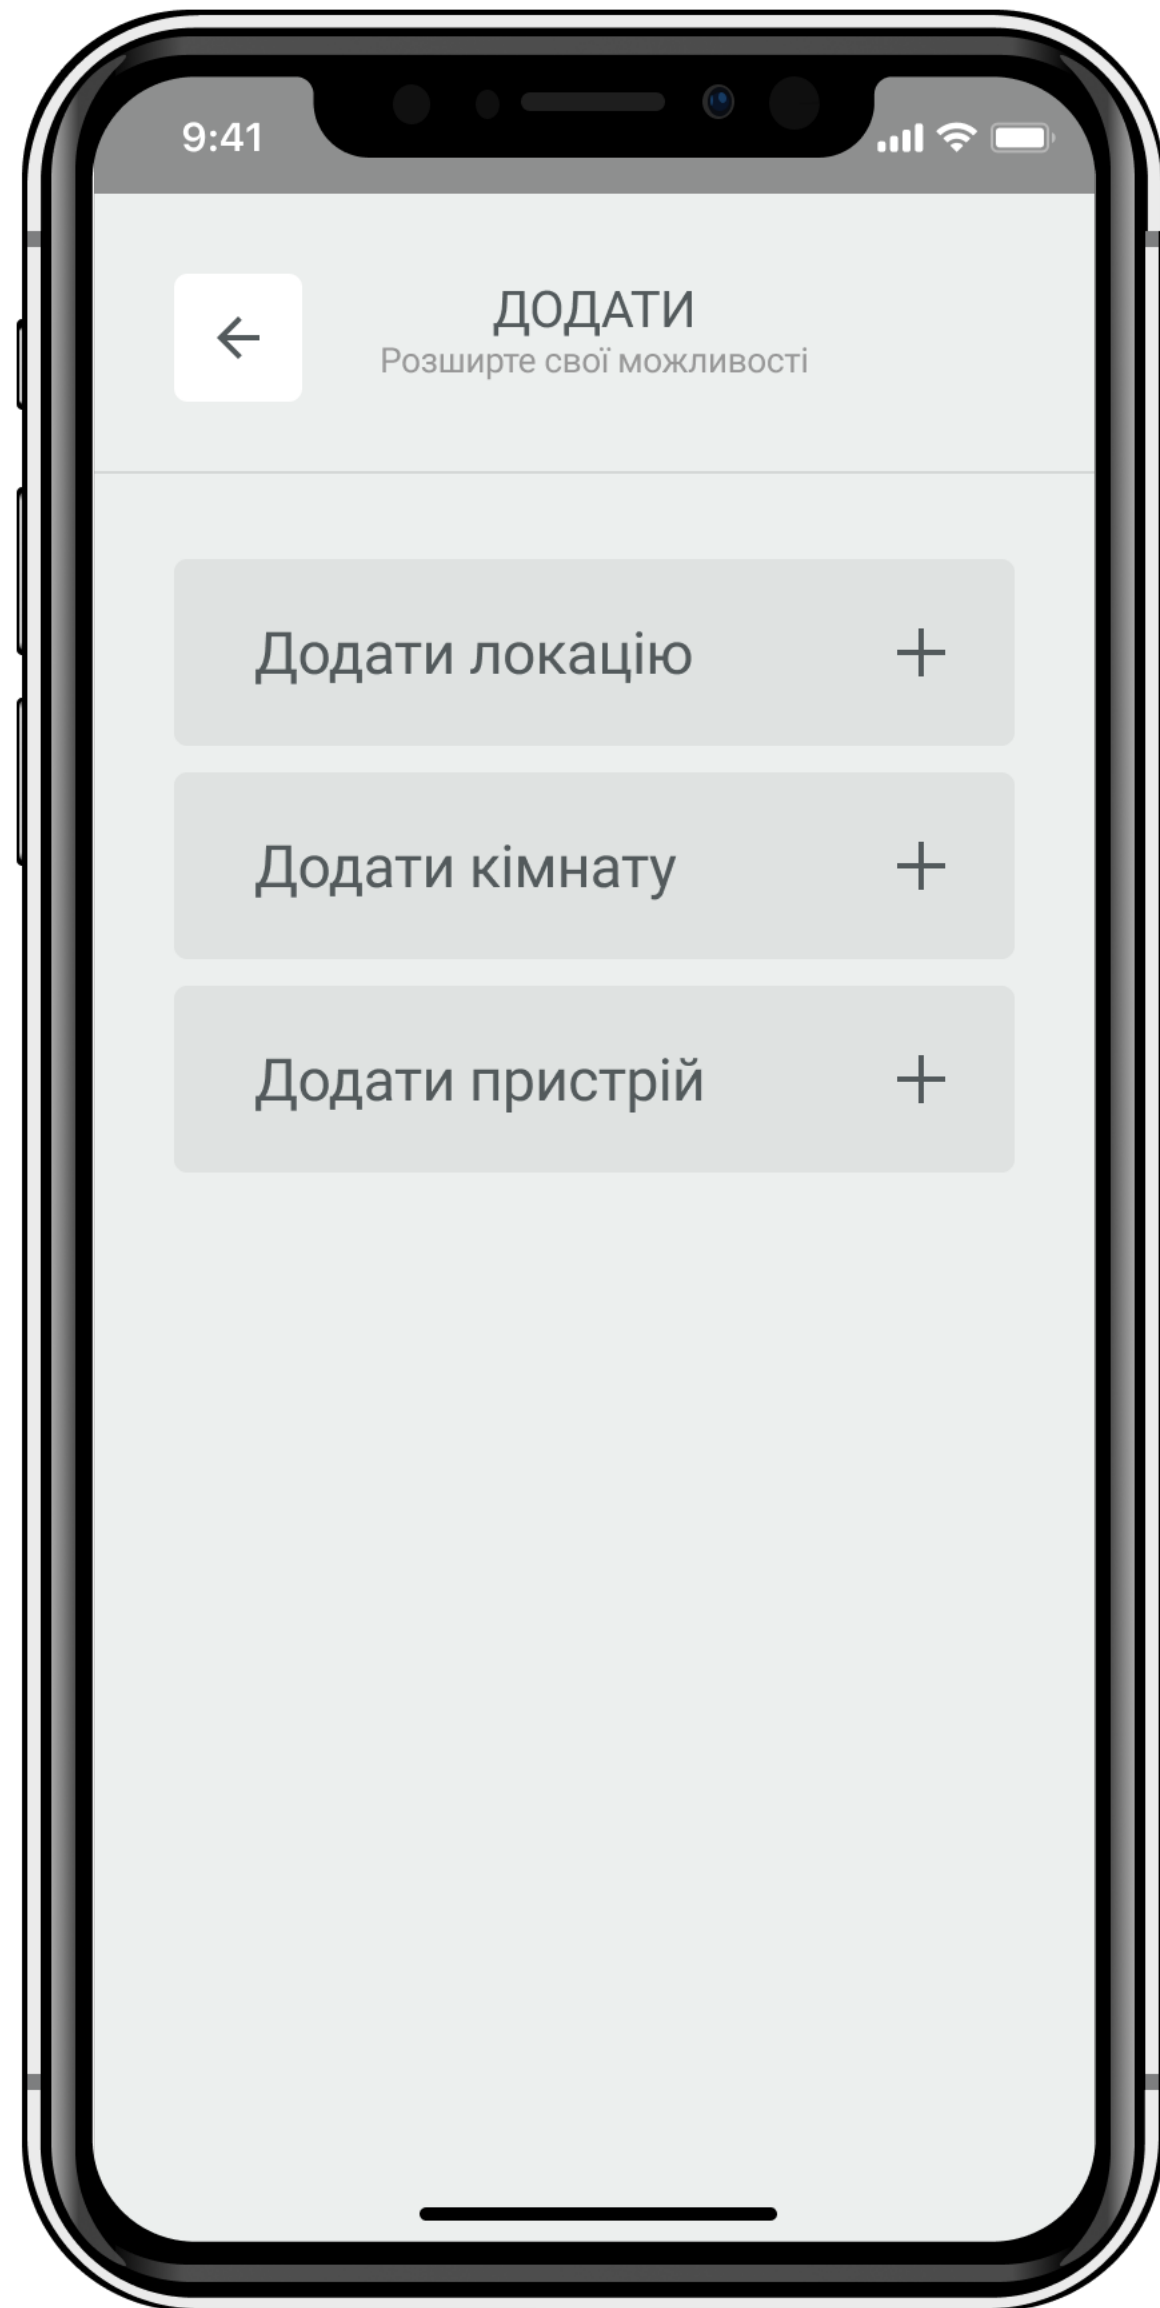 9:41
ДОДАТИ
Розширте свої можливості
Додати локацію
Додати кімнату
Додати пристрій